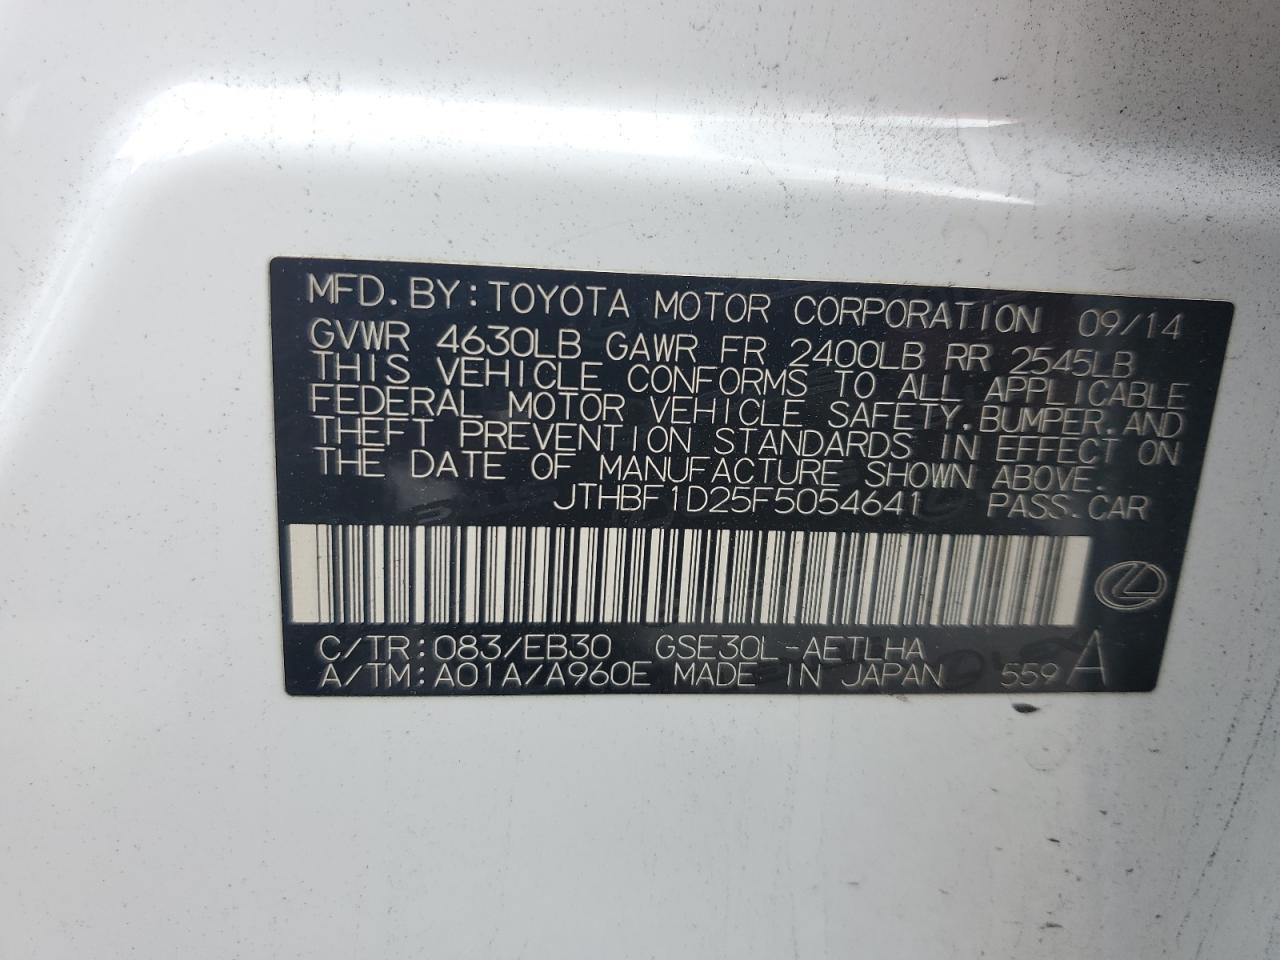 MFD. BY: TOYOTA MOTOR CORPORATION 09/14
GVWR 4630LB GAWR FR 2400LB RR 2545LB
THIS VEHICLE CONFORMS TO ALL APPLICABLE
FEDERAL MOTOR VEHICLE SAFETY. BUMPER. AND
THEFT PREVENTION STANDARDS IN EFFECT ON
THE DATE OF MANUFACTURE SHOWN ABOVE.
JTHBF1D25F5054641 PASS. CAR
C/TR: 083/EB30 GSE30L-AETLHA
A/TM: A01A/A960E MADE IN JAPAN 559 A